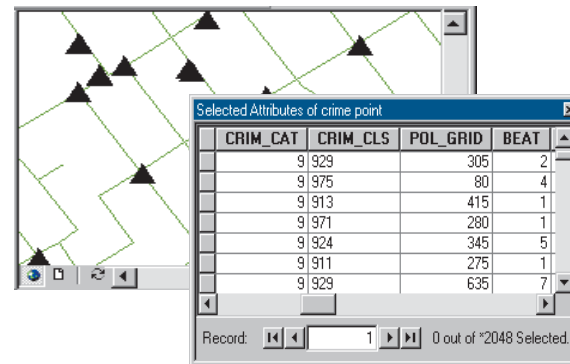 Selected Attributes of crime point
CRIM_CAT CRIM_CLS POL_GRID BEAT
9 929 305 2
9 975 80 4
9 913 415 1
9 971 280 1
9 924 345 5
9 911 275 1
9 929 635 7
Record: 1 0 out of *2048 Selected.